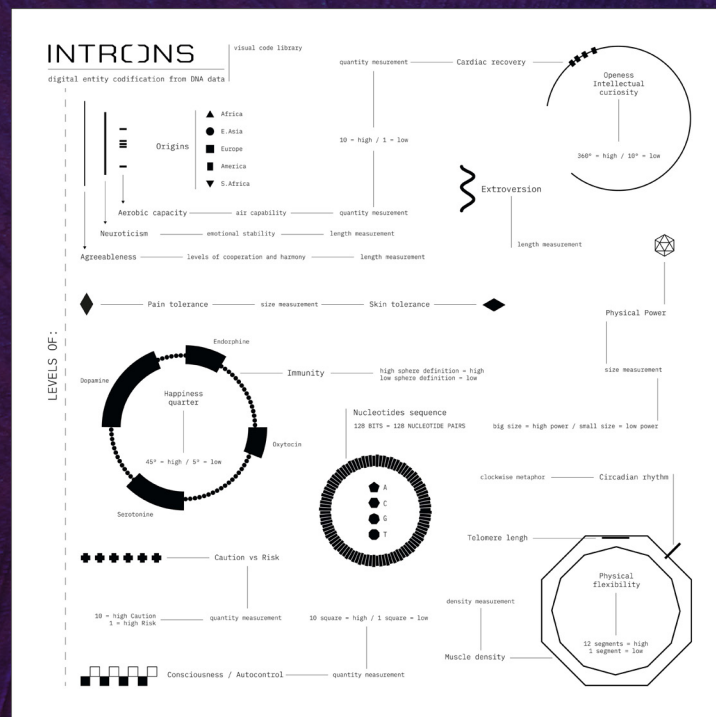 INTRONS
visual code library
digital entity codification from DNA data
quantity mesurement
Cardiac recovery
Openess
Intellectual
curiosity
360º = high / 10º = low
Origins
Africa
E.Asia
Europe
America
S.Africa
10 = high / 1 = low
Extroversion
length measurement
Aerobic capacity
air capability
quantity mesurement
Neuroticism
emotional stability
length measurement
Agreeableness
levels of cooperation and harmony
length measurement
Pain tolerance
size measurement
Skin tolerance
Physical Power
size measurement
big size = high power / small size = low power
LEVELS OF:
Endorphine
Dopamine
Happiness
quarter
45º = high / 5º = low
Oxytocin
Serotonine
Immunity
high sphere definition = high
low sphere definition = low
Nucleotides sequence
128 BITS = 128 NUCLEOTIDE PAIRS
A
C
G
T
clockwise metaphor
Circadian rhythm
Telomere lengh
Physical
flexibility
12 segments = high
1 segment = low
density measurement
Muscle density
Caution vs Risk
10 = high Caution
1 = high Risk
quantity measurement
10 square = high / 1 square = low
Consciousness / Autocontrol
quantity measurement